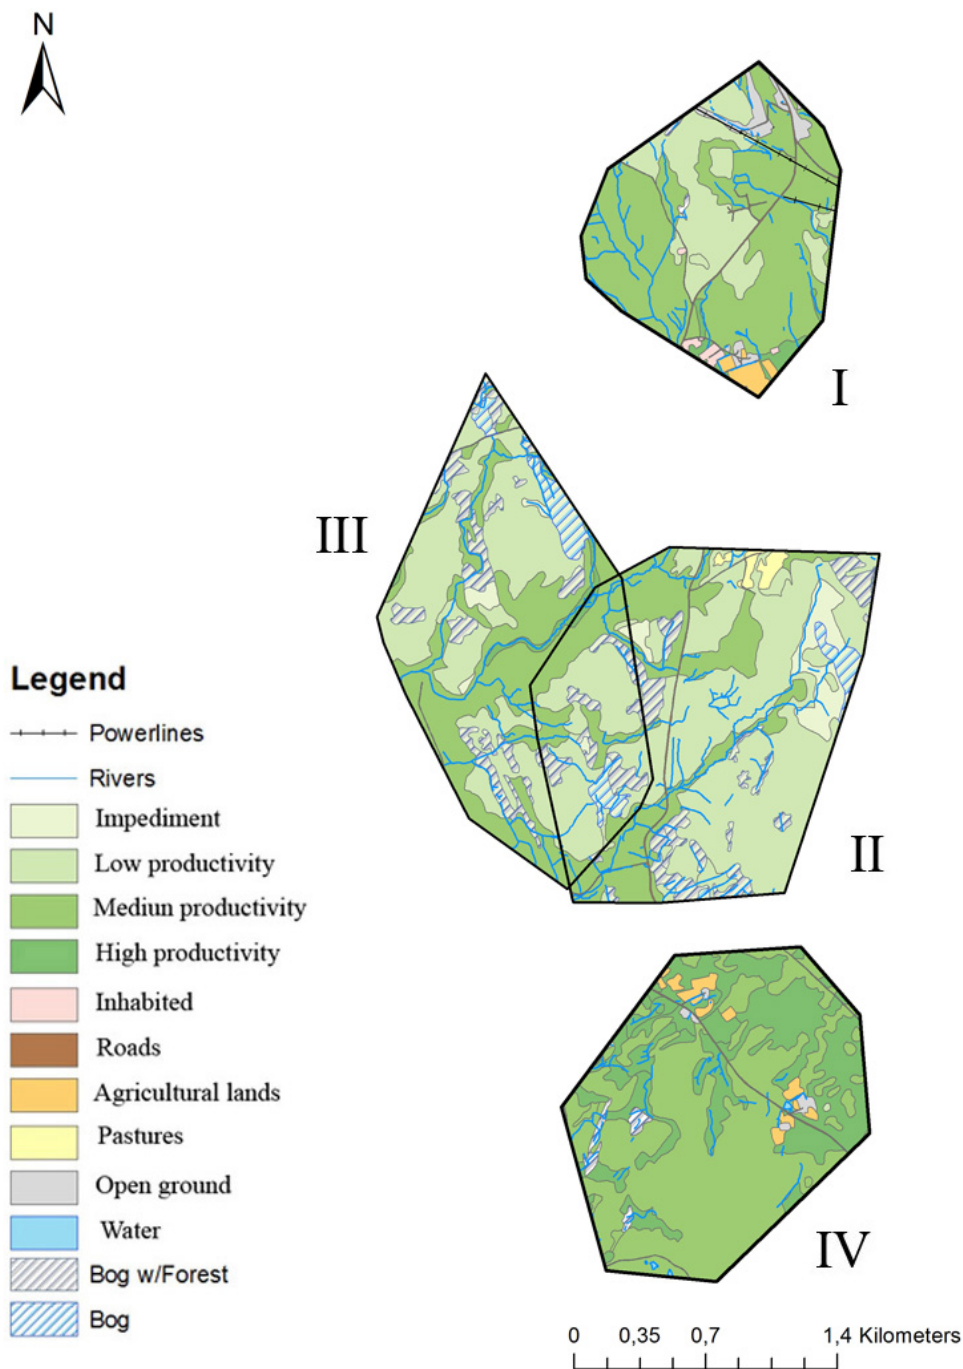 N
I
III
II
IV
Legend
Powerlines
Rivers
Impediment
Low productivity
Mediun productivity
High productivity
Inhabited
Roads
Agricultural lands
Pastures
Open ground
Water
Bog w/Forest
Bog
0 0,35 0,7 1,4 Kilometers